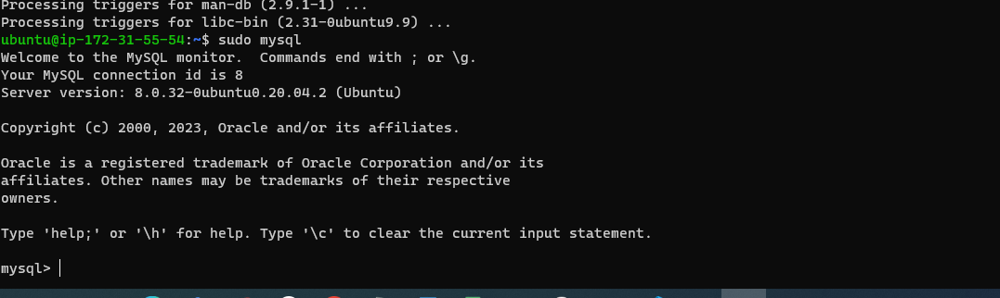 Processing triggers for man-db (2.9.1-1) ...
Processing triggers for libc-bin (2.31-0ubuntu9.9) ...
ubuntu@ip-172-31-55-54:~$ sudo mysql
Welcome to the MySQL monitor.  Commands end with ; or \g.
Your MySQL connection id is 8
Server version: 8.0.32-0ubuntu0.20.04.2 (Ubuntu)
Copyright (c) 2000, 2023, Oracle and/or its affiliates.
Oracle is a registered trademark of Oracle Corporation and/or its
affiliates. Other names may be trademarks of their respective
owners.
Type 'help;' or '\h' for help. Type '\c' to clear the current input statement.
mysql>